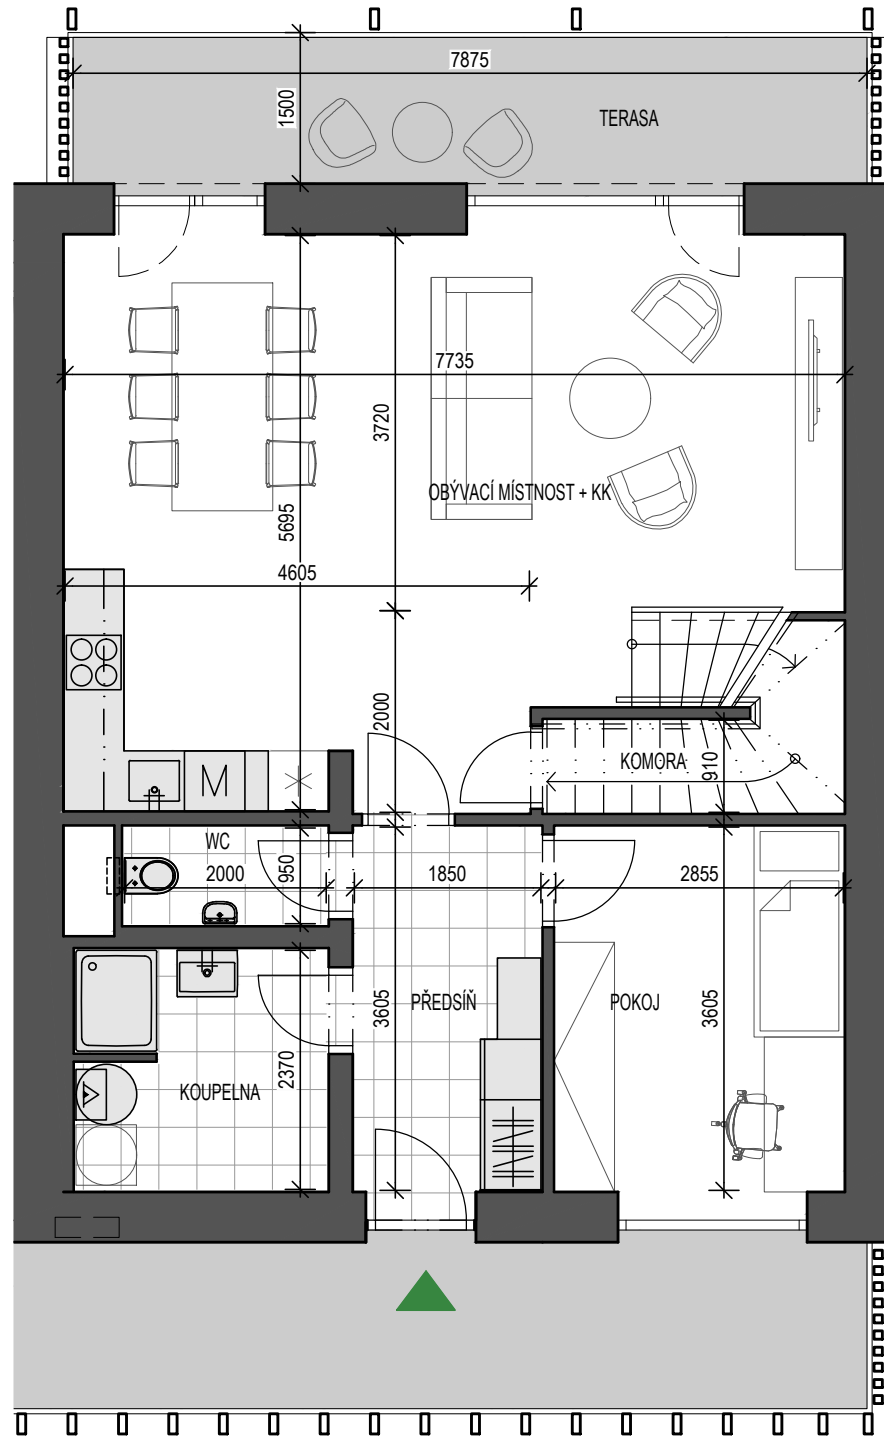 7875
1500
TERASA
7735
3720
OBÝVACÍ MÍSTNOST + KK
5695
4605
2000
KOMORA
910
M
WC
950
2000
1850
2855
PŘEDSÍŇ
3605
POKOJ
3605
2370
KOUPELNA